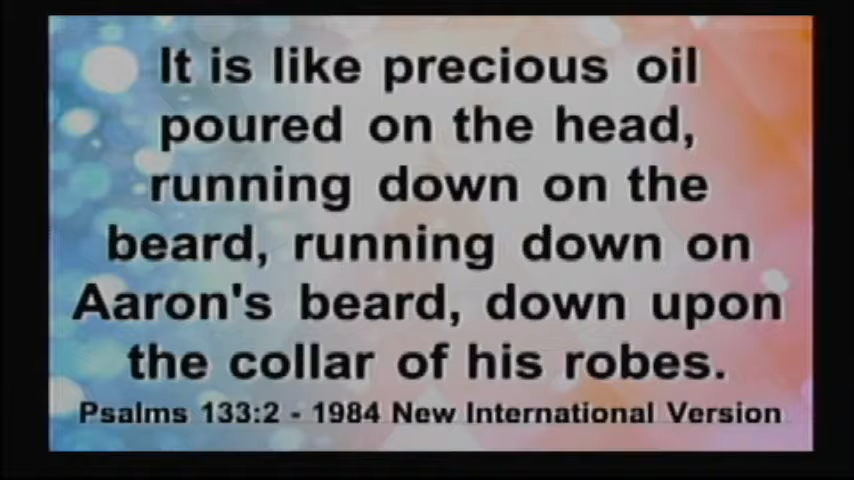 It is like precious oil
poured on the head,
running down on the
beard, running down on
Aaron's beard, down upon
the collar of his robes.
Psalms 133:2 - 1984 New International Version